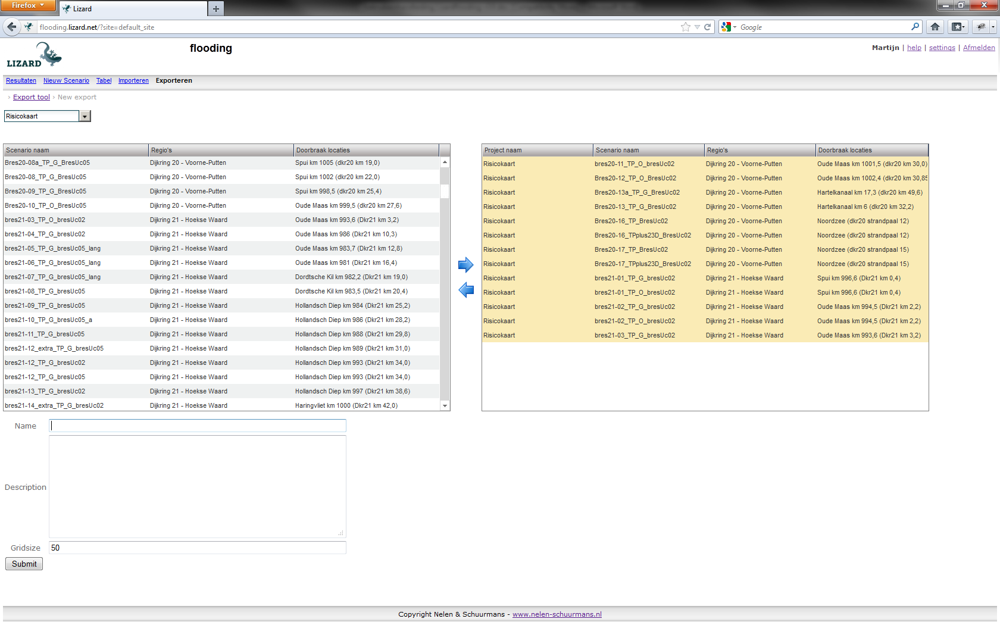 Firefox
Lizard
flooding.lizard.net/?site=default_site
Google
LIZARD
flooding
Martijn | help | settings | Afmelden
Resultaten Nieuw Scenario Tabel Importeren Exporteren
› Export tool › New export
Risicokaart
Scenario naam Regio's Doorbraak locaties
Bres20-08a_TP_G_BresUc05 Dijkring 20 - Voorne-Putten Spui km 1005 (dkr20 km 19,0)
Bres20-08_TP_G_BresUc05 Dijkring 20 - Voorne-Putten Spui km 1002 (dkr20 km 22,0)
Bres20-09_TP_G_BresUc05 Dijkring 20 - Voorne-Putten Spui km 998,5 (dkr20 km 25,4)
Bres20-10_TP_O_BresUc05 Dijkring 20 - Voorne-Putten Oude Maas km 999,5 (dkr20 km 27,6)
bres21-03_TP_O_bresUc02 Dijkring 21 - Hoekse Waard Oude Maas km 993,6 (Dkr21 km 3,2)
bres21-04_TP_G_bresUc02 Dijkring 21 - Hoekse Waard Oude Maas km 986 (Dkr21 km 10,3)
bres21-05_TP_G_bresUc05_lang Dijkring 21 - Hoekse Waard Oude Maas km 983,7 (Dkr21 km 12,8)
bres21-06_TP_G_bresUc05_lang Dijkring 21 - Hoekse Waard Oude Maas km 981 (Dkr21 km 16,4)
bres21-07_TP_G_bresUc05_lang Dijkring 21 - Hoekse Waard Dordtsche Kil km 982,2 (Dkr21 km 19,0)
bres21-08_TP_G_bresUc05 Dijkring 21 - Hoekse Waard Dordtsche Kil km 983,5 (Dkr21 km 20,4)
bres21-09_TP_G_bresUc05 Dijkring 21 - Hoekse Waard Hollandsch Diep km 984 (Dkr21 km 25,2)
bres21-10_TP_G_bresUc05_a Dijkring 21 - Hoekse Waard Hollandsch Diep km 986 (Dkr21 km 28,2)
bres21-11_TP_G_bresUc05 Dijkring 21 - Hoekse Waard Hollandsch Diep km 988 (Dkr21 km 29,8)
bres21-12_extra_TP_G_bresUc05 Dijkring 21 - Hoekse Waard Hollandsch Diep km 989 (Dkr21 km 31,0)
bres21-12_TP_G_bresUc02 Dijkring 21 - Hoekse Waard Hollandsch Diep km 993 (Dkr21 km 34,0)
bres21-12_TP_G_bresUc05 Dijkring 21 - Hoekse Waard Hollandsch Diep km 993 (Dkr21 km 34,0)
bres21-13_TP_G_bresUc02 Dijkring 21 - Hoekse Waard Hollandsch Diep km 997 (Dkr21 km 38,6)
bres21-14_extra_TP_G_bresUc02 Dijkring 21 - Hoekse Waard Haringvliet km 1000 (Dkr21 km 42,0)
Project naam Scenario naam Regio's Doorbraak locaties
Risicokaart bres20-11_TP_O_bresUc02 Dijkring 20 - Voorne-Putten Oude Maas km 1001,5 (dkr20 km 30,0)
Risicokaart Bres20-12_TP_O_BresUc02 Dijkring 20 - Voorne-Putten Oude Maas km 1002,4 (dkr20 km 30,85
Risicokaart Bres20-13a_TP_G_BresUc02 Dijkring 20 - Voorne-Putten Hartelkanaal km 17,3 (dkr20 km 49,6)
Risicokaart Bres20-13_TP_G_BresUc02 Dijkring 20 - Voorne-Putten Hartelkanaal km 6 (dkr20 km 32,2)
Risicokaart Bres20-16_TP_BresUc02 Dijkring 20 - Voorne-Putten Noordzee (dkr20 strandpaal 12)
Risicokaart Bres20-16_TPplus23D_BresUc02 Dijkring 20 - Voorne-Putten Noordzee (dkr20 strandpaal 12)
Risicokaart Bres20-17_TP_BresUc02 Dijkring 20 - Voorne-Putten Noordzee (dkr20 strandpaal 15)
Risicokaart Bres20-17_TPplus23D_BresUc02 Dijkring 20 - Voorne-Putten Noordzee (dkr20 strandpaal 15)
Risicokaart bres21-01_TP_G_bresUc02 Dijkring 21 - Hoekse Waard Spui km 996,6 (Dkr21 km 0,4)
Risicokaart bres21-01_TP_O_bresUc02 Dijkring 21 - Hoekse Waard Spui km 996,6 (Dkr21 km 0,4)
Risicokaart bres21-02_TP_G_bresUc02 Dijkring 21 - Hoekse Waard Oude Maas km 994,5 (Dkr21 km 2,2)
Risicokaart bres21-02_TP_O_bresUc02 Dijkring 21 - Hoekse Waard Oude Maas km 994,5 (Dkr21 km 2,2)
Risicokaart bres21-03_TP_G_bresUc02 Dijkring 21 - Hoekse Waard Oude Maas km 993,6 (Dkr21 km 3,2)
Name
Description
Gridsize 50
Submit
Copyright Nelen & Schuurmans - www.nelen-schuurmans.nl